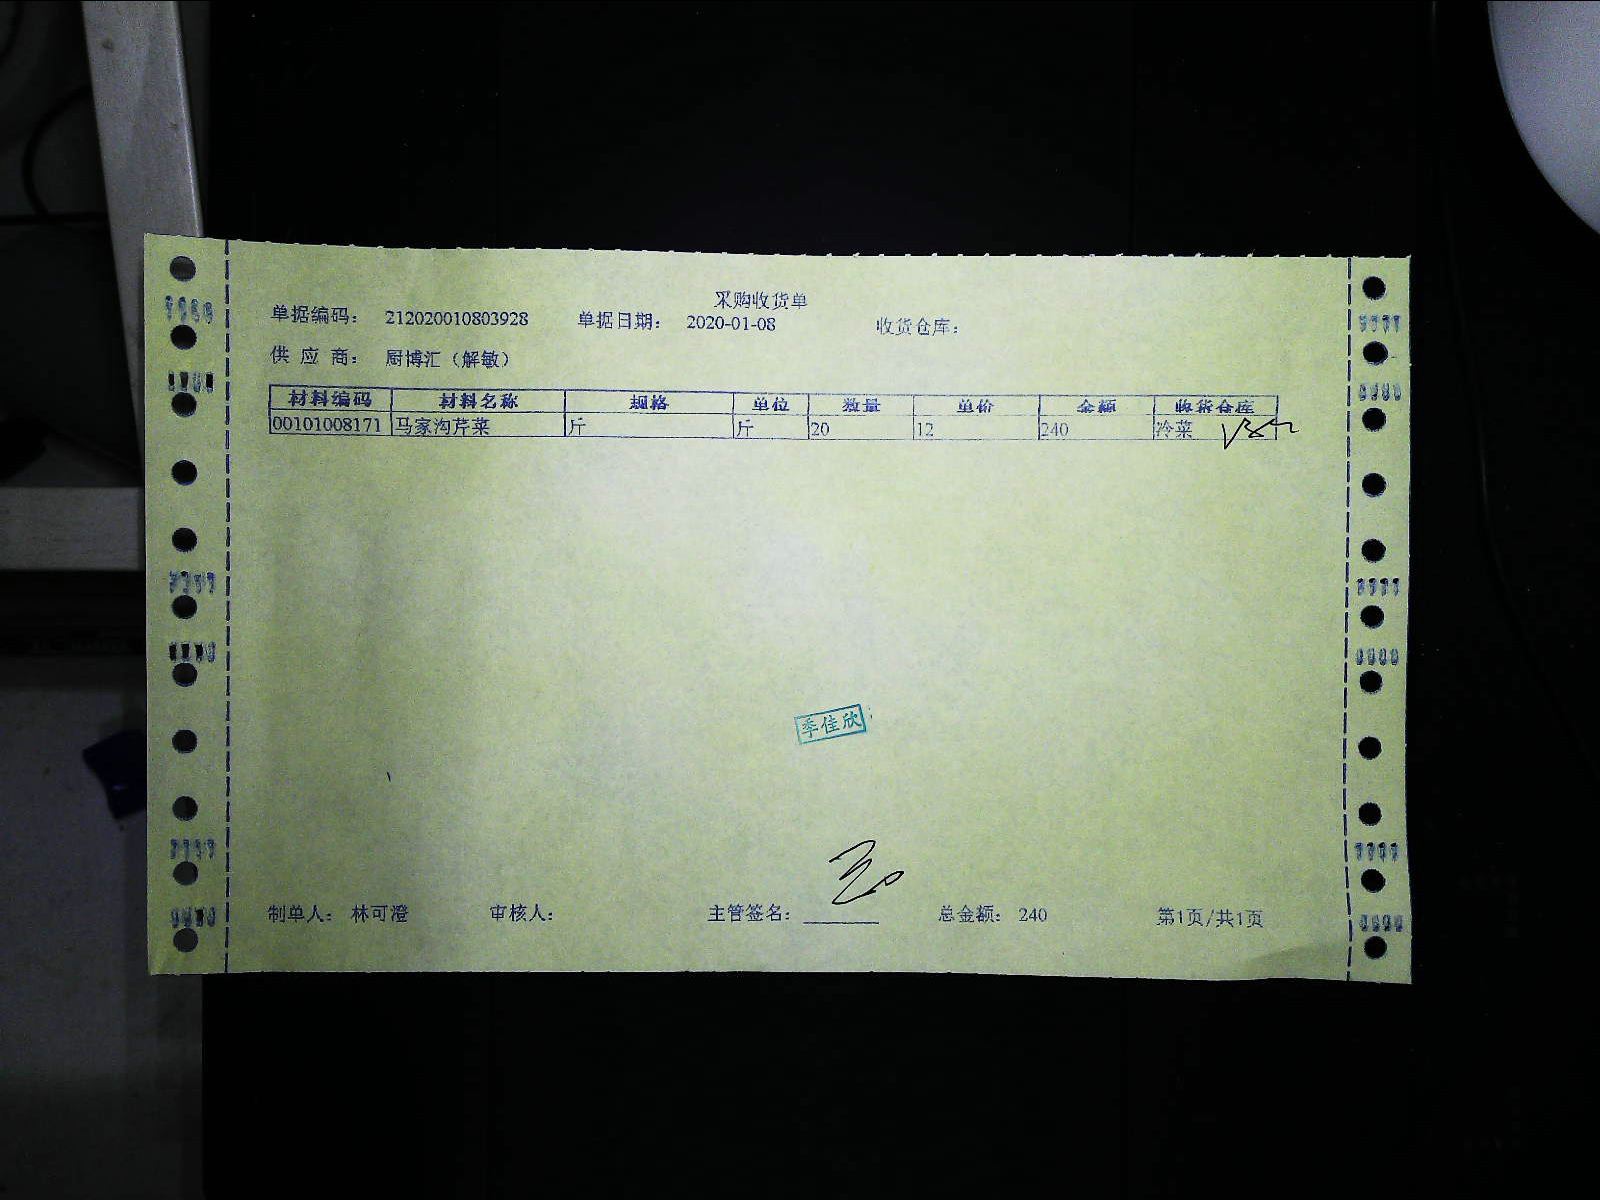 采购收货单
单据编码： 212020010803928 单据日期： 2020-01-08 收货仓库：
供 应 商： 厨博汇（解敏）
材料编码 材料名称 规格 单位 数量 单价 金额 收货仓库
00101008171 马家沟芹菜 斤 斤 20 12 240 冷菜
季佳欣
制单人： 林可澄 审核人： 主管签名： 总金额： 240 第1页/共1页